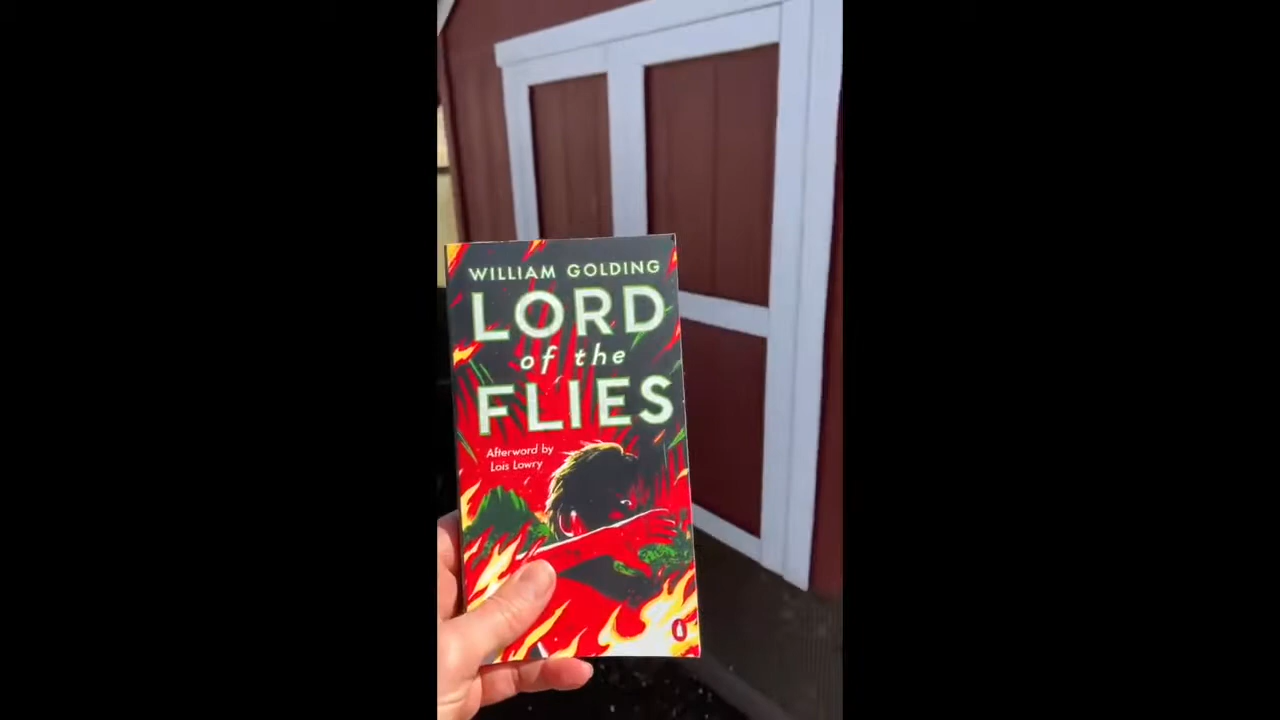 WILLIAM GOLDING
LORD
of the
FLIES
Afterword by
Lois Lowry